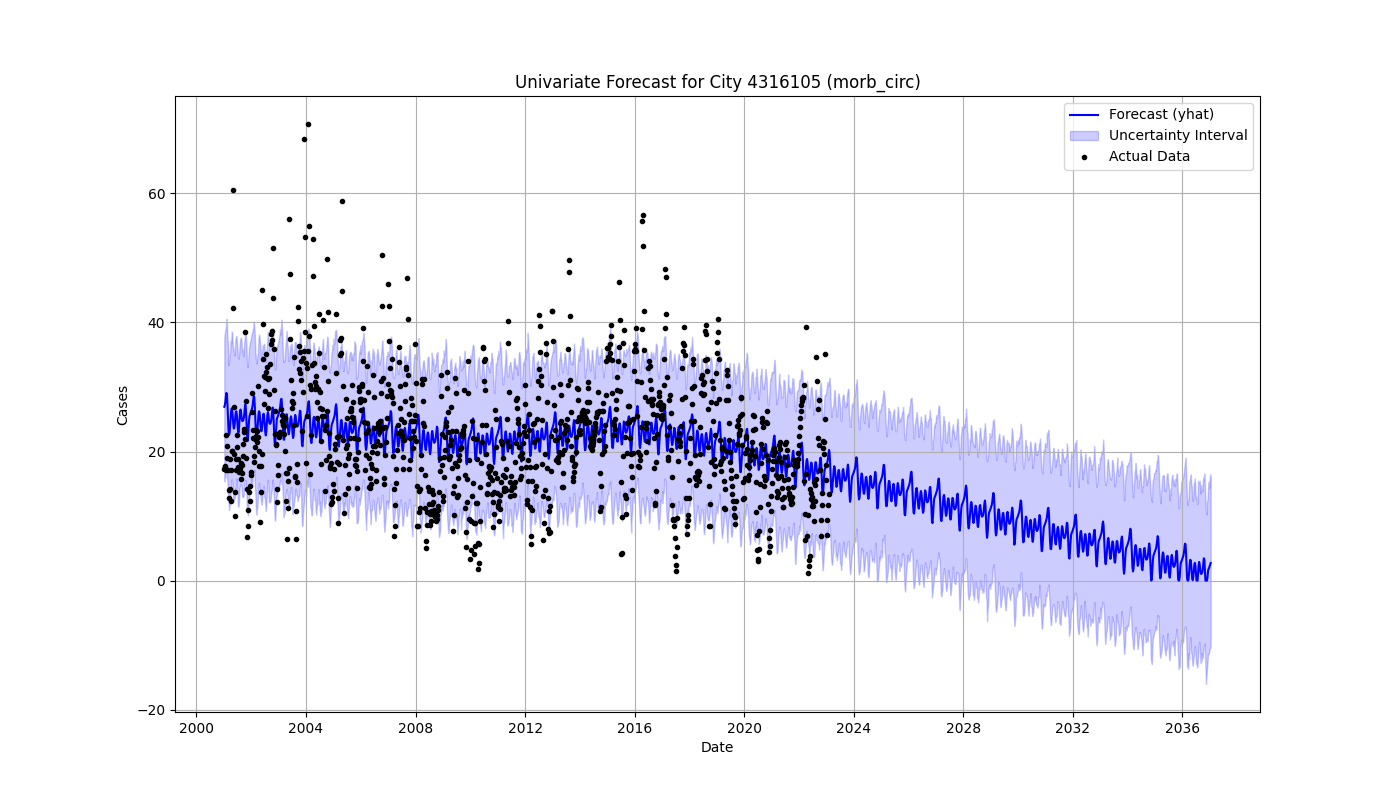 Univariate Forecast for City 4316105 (morb_circ)
Forecast (yhat)
Uncertainty Interval
Actual Data
Cases
60
40
20
0
−20
2000 2004 2008 2012 2016 2020 2024 2028 2032 2036
Date